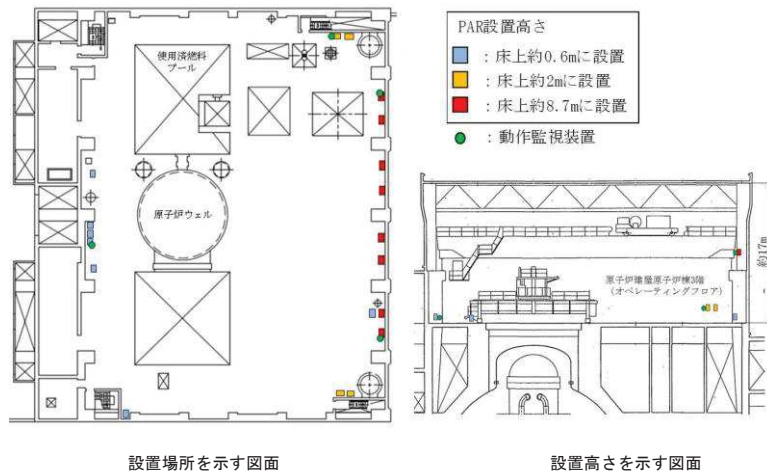 使用済燃料
プール
原子炉ウェル
PAR設置高さ
：床上約0.6mに設置
：床上約2mに設置
：床上約8.7mに設置
：動作監視装置
約17m
原子炉建屋原子炉棟3階
(オペレーティングフロア)
設置場所を示す図面
設置高さを示す図面